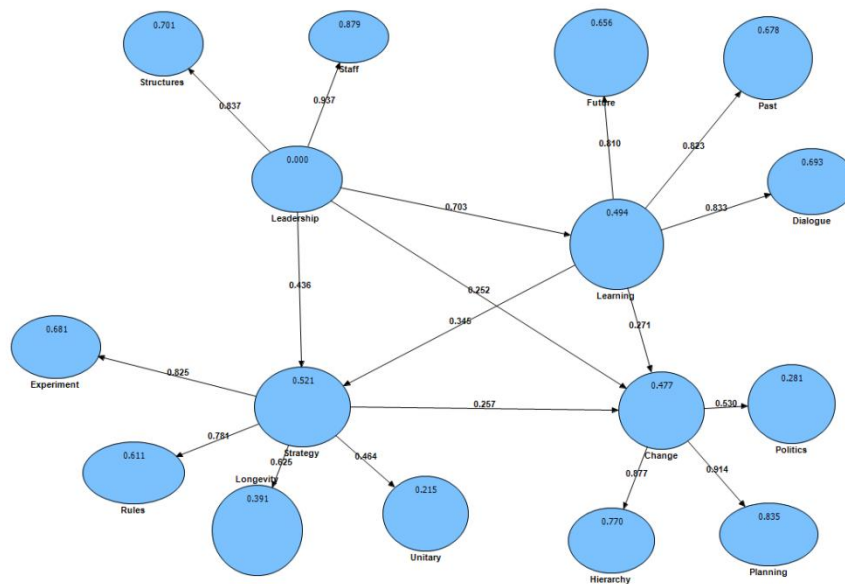 0.701
Structures
0.879
Staff
0.656
Future
0.678
Past
0.837
0.937
0.810
0.823
0.693
Dialogue
0.000
Leadership
0.703
0.833
0.494
Learning
0.436
0.252
0.345
0.271
0.681
Experiment
0.825
0.521
Strategy
0.257
0.477
Change
0.530
0.281
Politics
0.611
Rules
0.781
0.625
0.464
Longevity
0.391
0.215
Unitary
0.877
0.914
0.770
Hierarchy
0.835
Planning